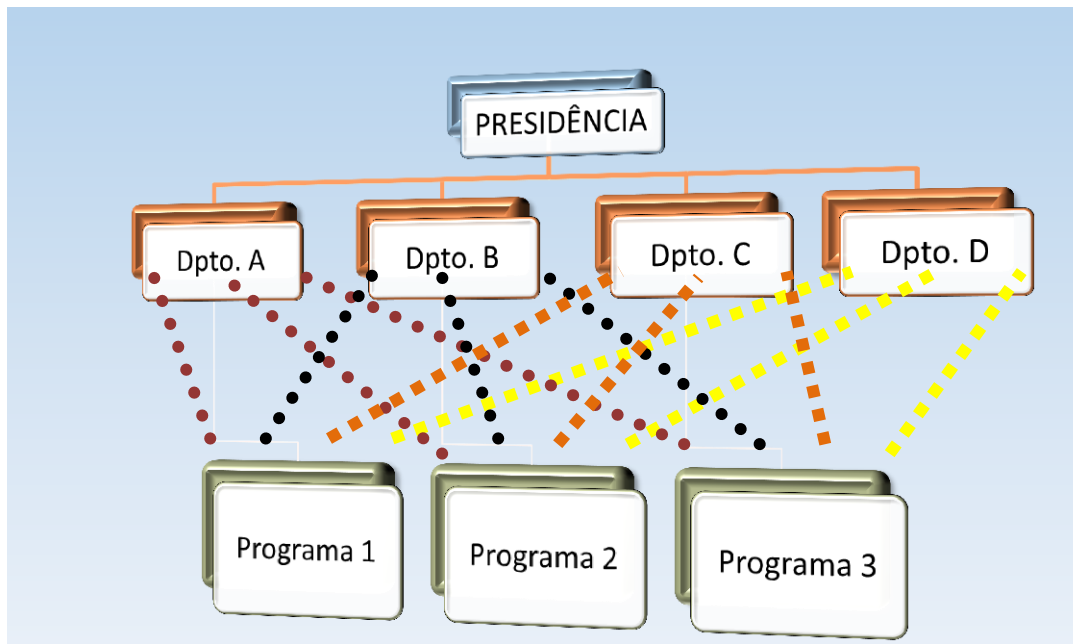 PRESIDÊNCIA
Dpto. A
Dpto. B
Dpto. C
Dpto. D
Programa 1
Programa 2
Programa 3